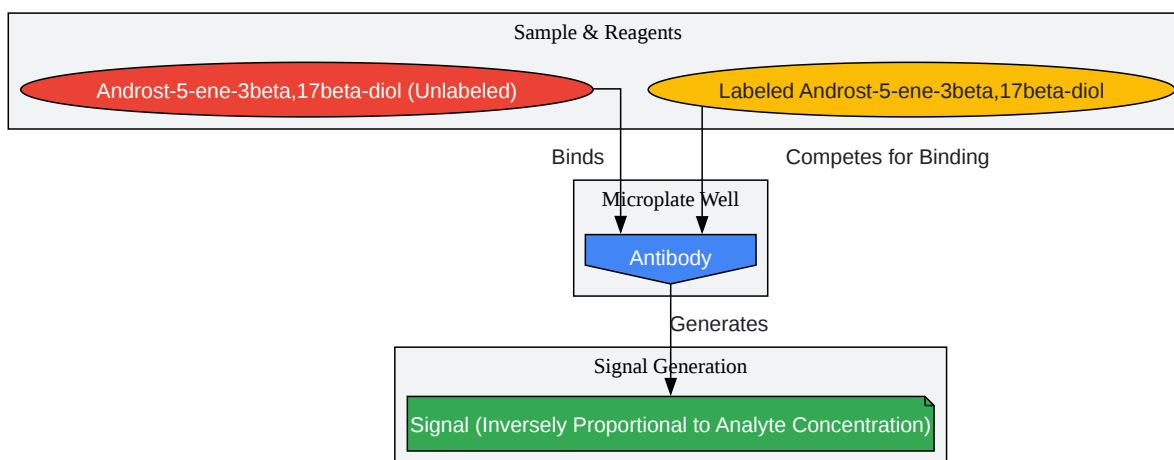 Sample & Reagents
Androst-5-ene-3beta,17beta-diol (Unlabeled)
Labeled Androst-5-ene-3beta,17beta-diol
Binds
Competes for Binding
Microplate Well
Antibody
Generates
Signal Generation
Signal (Inversely Proportional to Analyte Concentration)